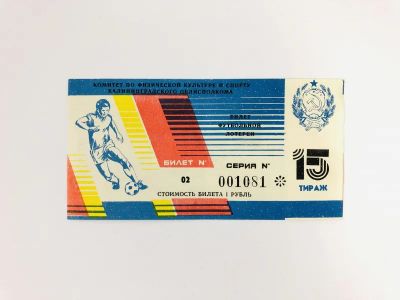 КОМИТЕТ ПО ФИЗИЧЕСКОЙ КУЛЬТУРЕ И СПОРТУ
КАЛИНИНГРАДСКОГО ОБЛИСПОЛКОМА
БИЛЕТ
ФУТБОЛЬНОЙ
ЛОТЕРЕИ
БИЛЕТ N°
СЕРИЯ N°
02
001081
15
ТИРАЖ
СТОИМОСТЬ БИЛЕТА 1 РУБЛЬ